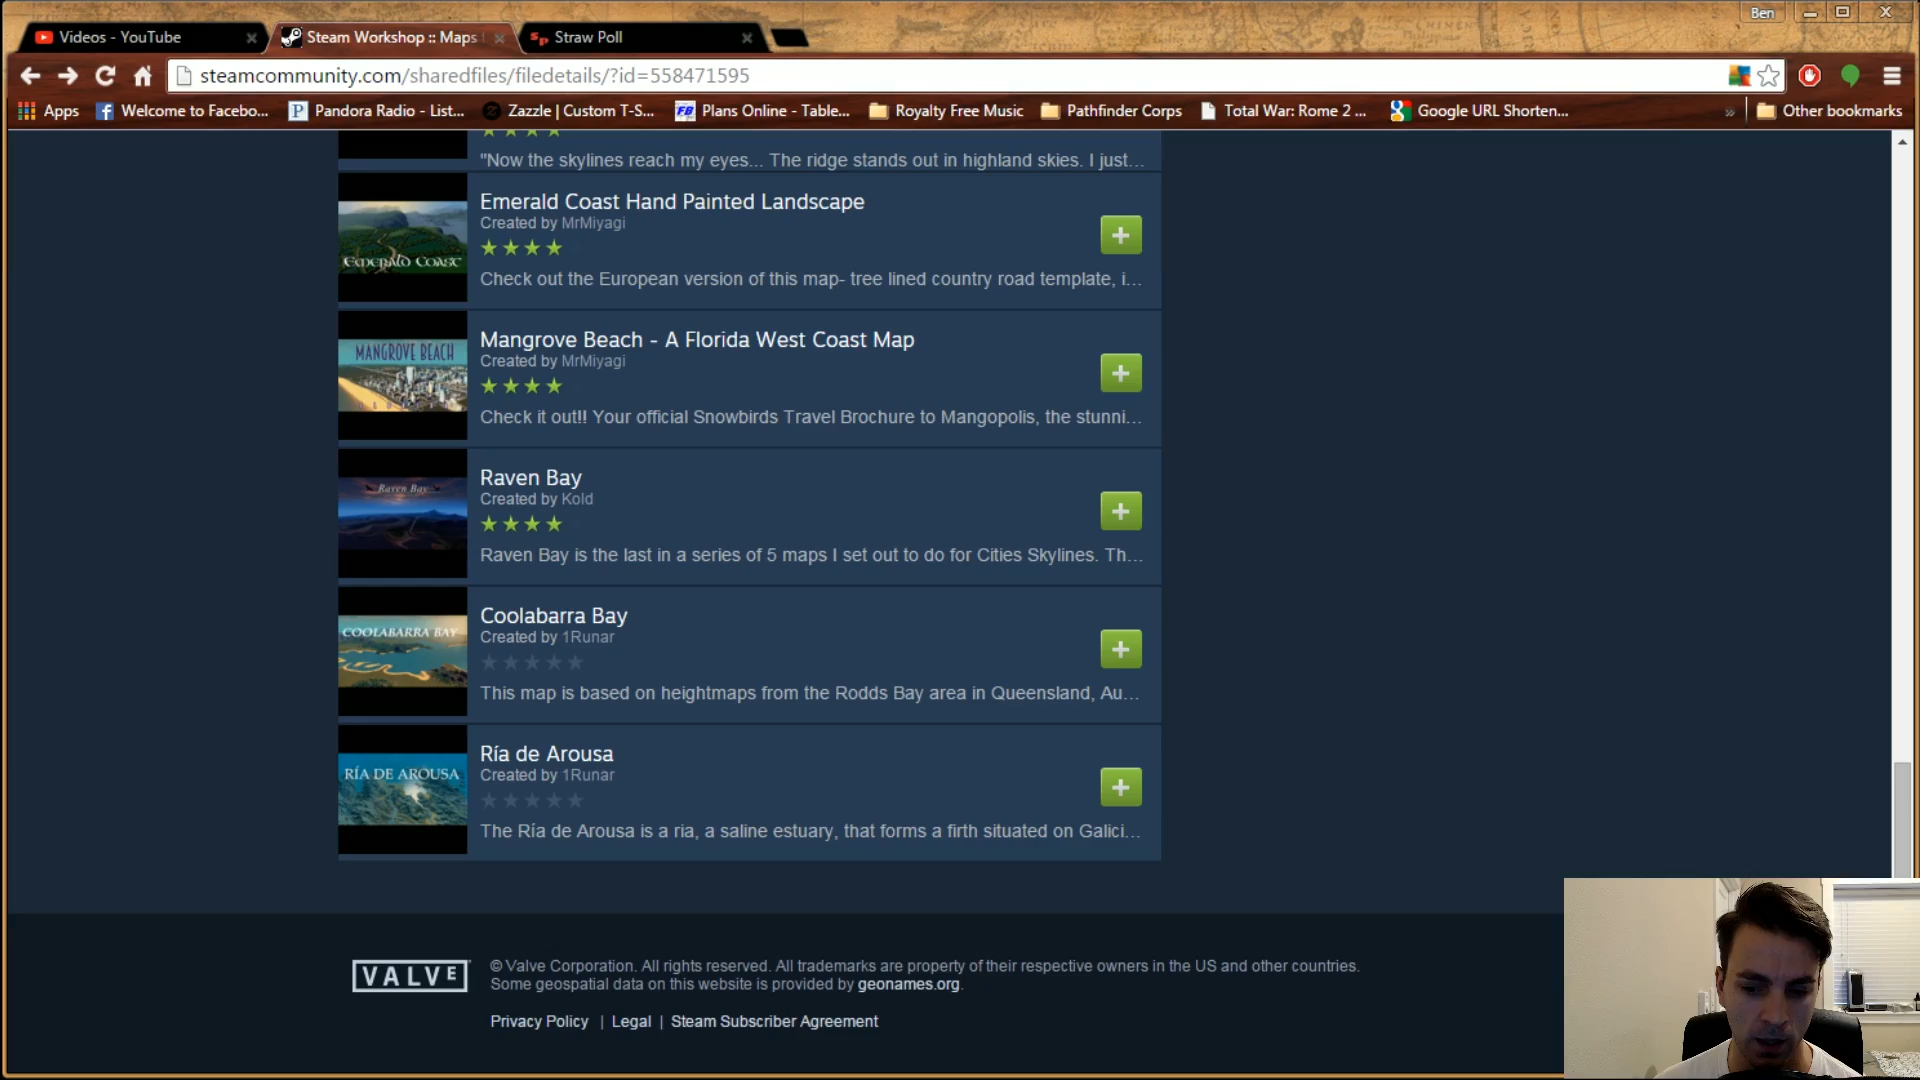 Ben
Videos - YouTube
Steam Workshop :: Maps
Straw Poll
steamcommunity.com/sharedfiles/filedetails/?id=558471595
Apps
Welcome to Facebo...
Pandora Radio - List...
Zazzle | Custom T-S...
Plans Online - Table...
Royalty Free Music
Pathfinder Corps
Total War: Rome 2 ...
Google URL Shorten...
»
Other bookmarks
"Now the skylines reach my eyes... The ridge stands out in highland skies. I just...
EMERALD COAST
Emerald Coast Hand Painted Landscape
Created by MrMiyagi
Check out the European version of this map- tree lined country road template, i...
MANGROVE BEACH
Mangrove Beach - A Florida West Coast Map
Created by MrMiyagi
Check it out!! Your official Snowbirds Travel Brochure to Mangopolis, the stunni...
Raven Bay
Raven Bay
Created by Kold
Raven Bay is the last in a series of 5 maps I set out to do for Cities Skylines. Th...
COOLABARRA BAY
Coolabarra Bay
Created by 1Runar
This map is based on heightmaps from the Rodds Bay area in Queensland, Au...
RÍA DE AROUSA
Ría de Arousa
Created by 1Runar
The Ría de Arousa is a ria, a saline estuary, that forms a firth situated on Galici...
VALVE
© Valve Corporation. All rights reserved. All trademarks are property of their respective owners in the US and other countries.
Some geospatial data on this website is provided by geonames.org.
Privacy Policy | Legal | Steam Subscriber Agreement